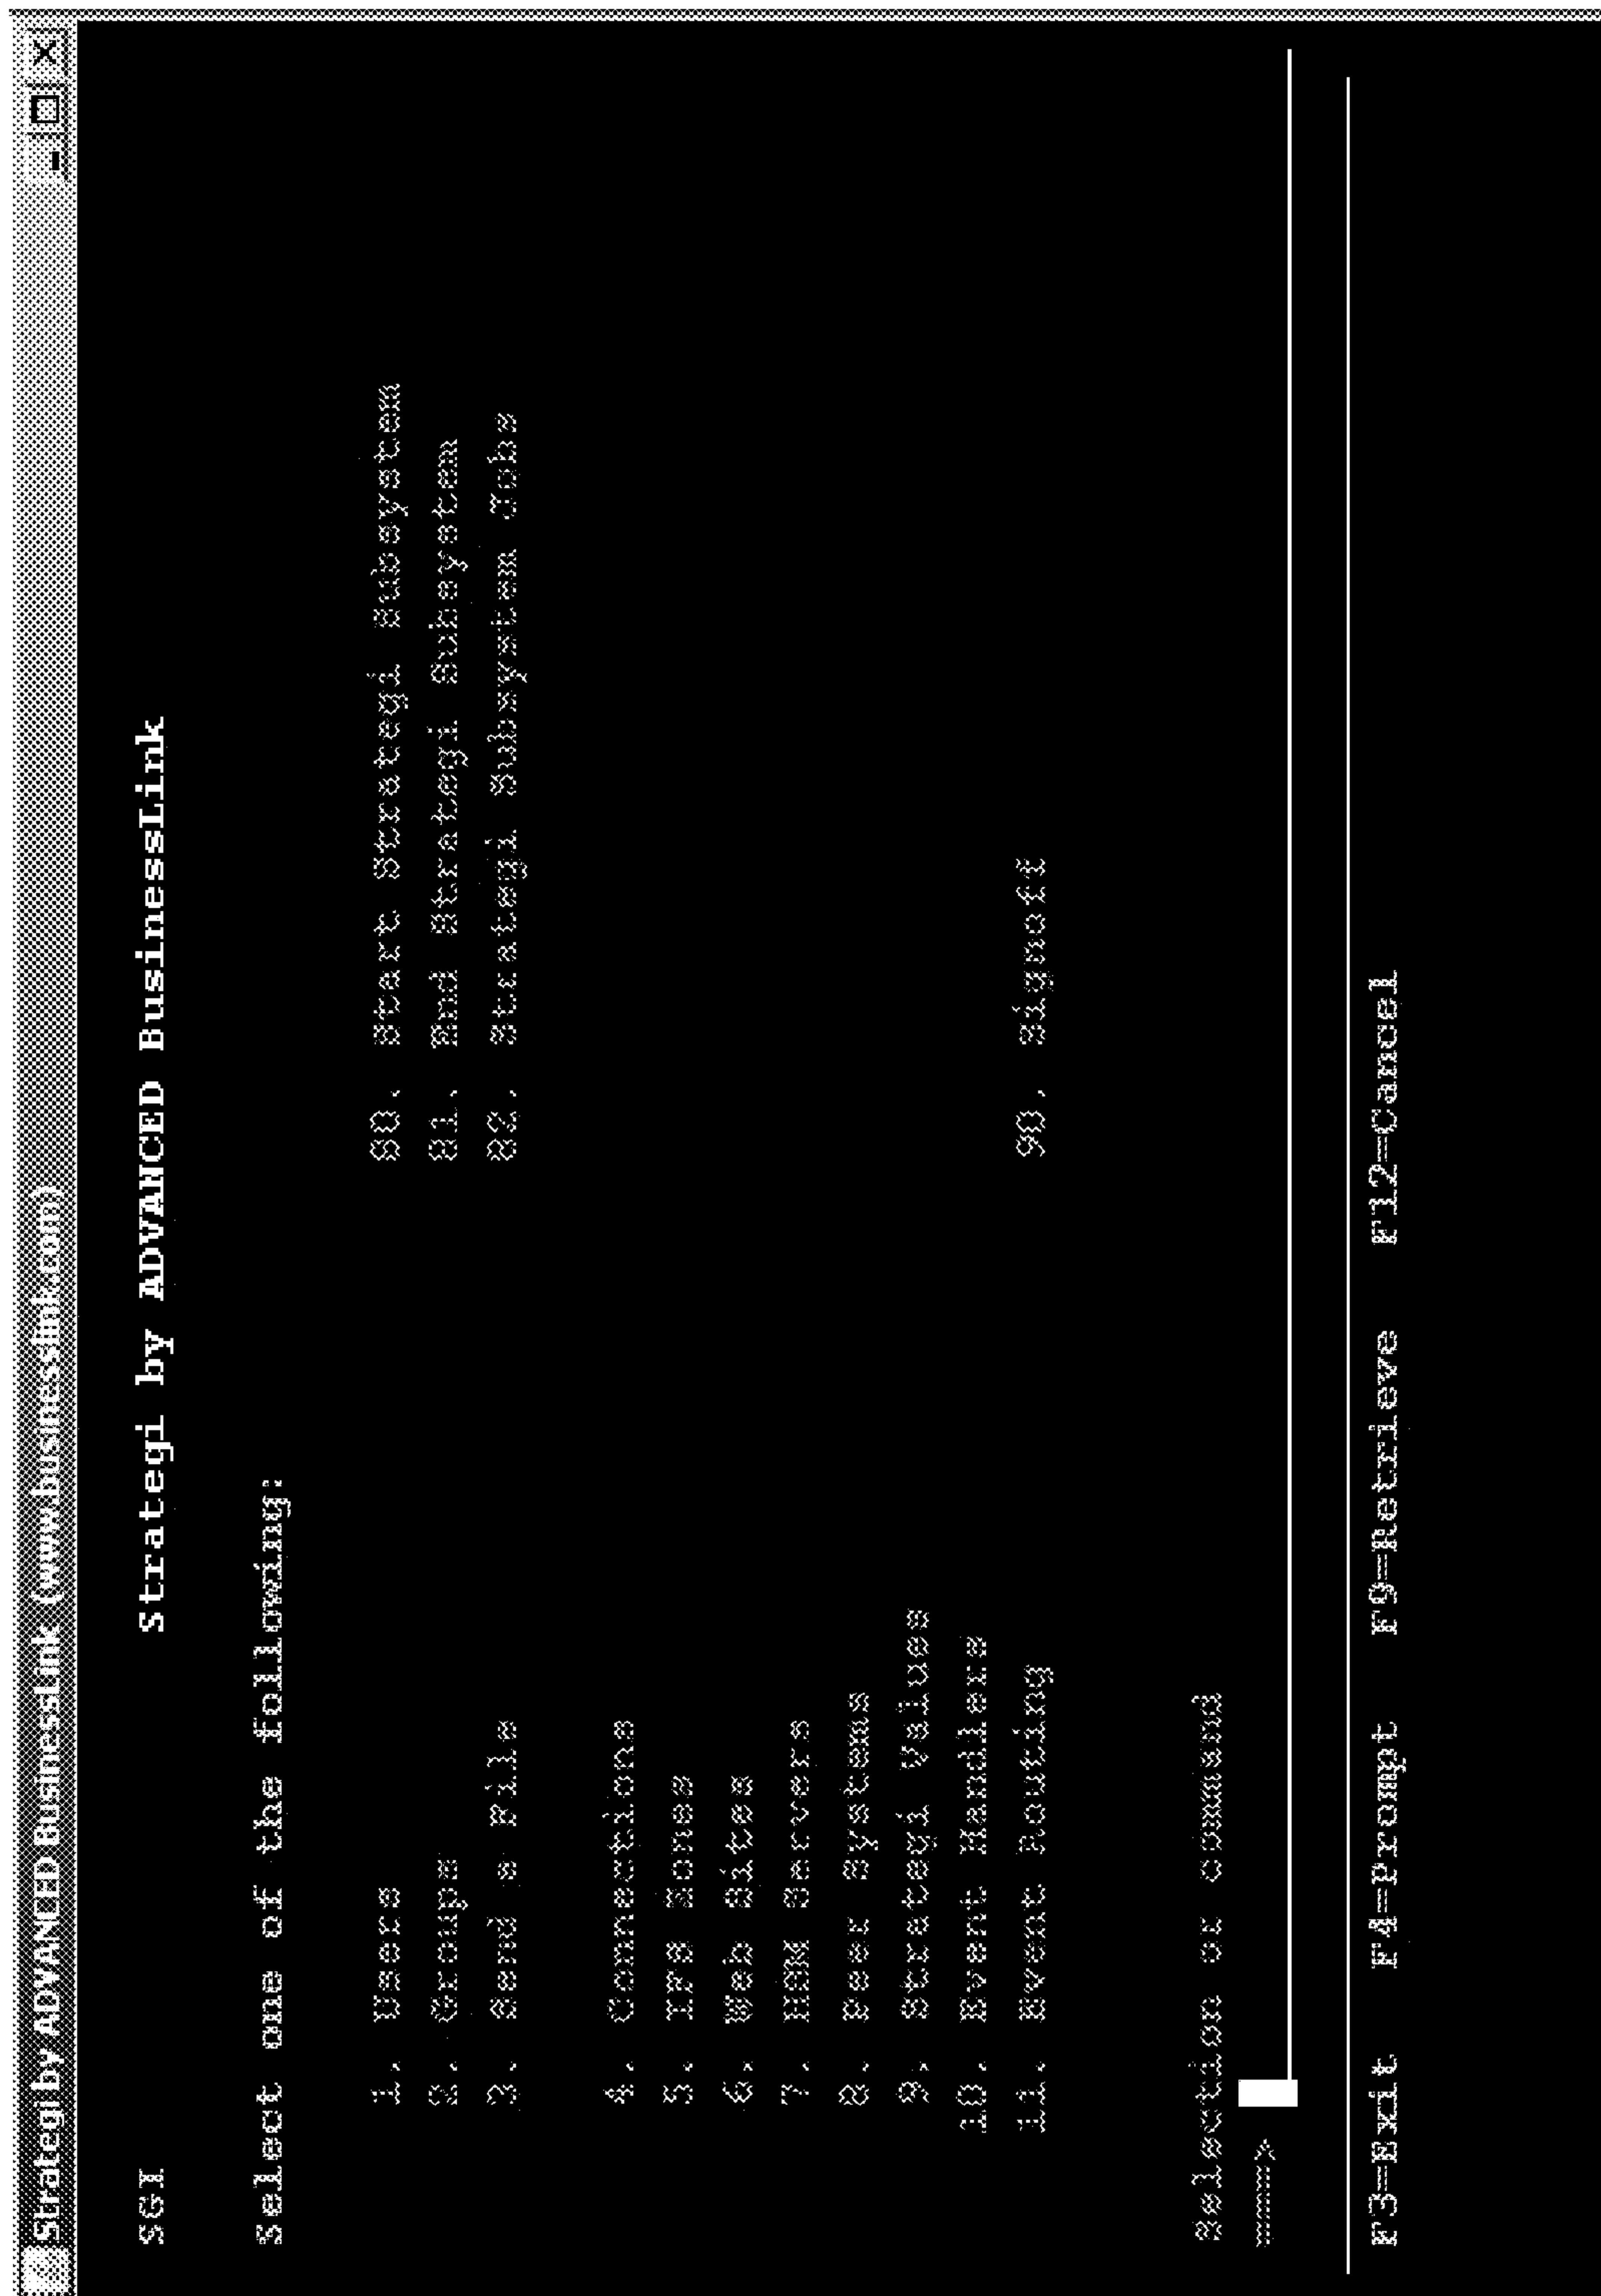 Strategi by ADVANCED BusinessLink (www.businesslink.com)
SGI Strategi by ADVANCED BusinessLink
Select one of the following:
1. Users 80. Start Strategi Subsystem
2. Groups 81. End Strategi Subsystem
3. Send a File 82. Strategi Subsystem Jobs
4. Connections
5. IFS Zones
6. Web Sites
7. HSM Servers
8. Peer Systems
9. Strategi Values
10. Event Handlers
11. Event Routing 90. Signoff
Selection or command
===>
F3=Exit F4=Prompt F9=Retrieve F12=Cancel